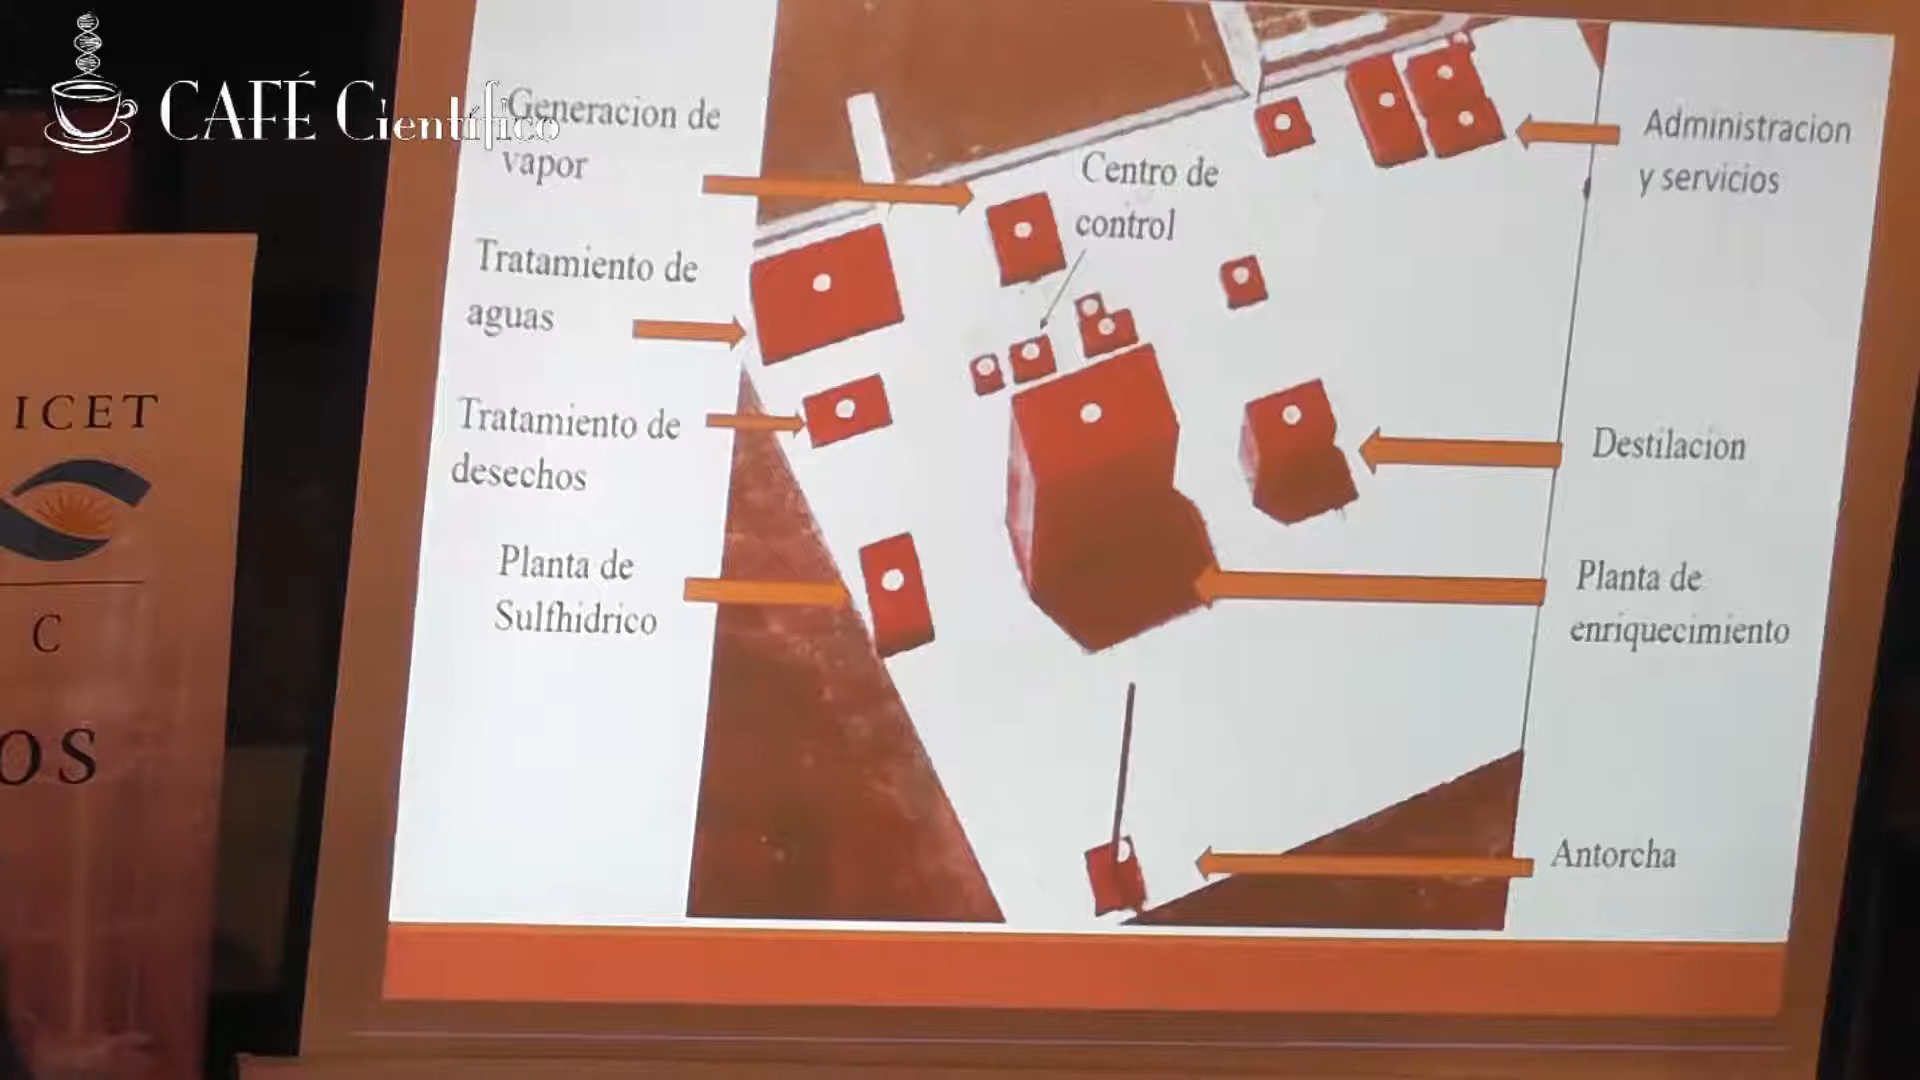 CAFÉ Científico
Generacion de
vapor
Centro de
control
Administracion
y servicios
Tratamiento de
aguas
Tratamiento de
desechos
Destilacion
Planta de
Sulfhidrico
Planta de
enriquecimiento
Antorcha
ICET
C
OS